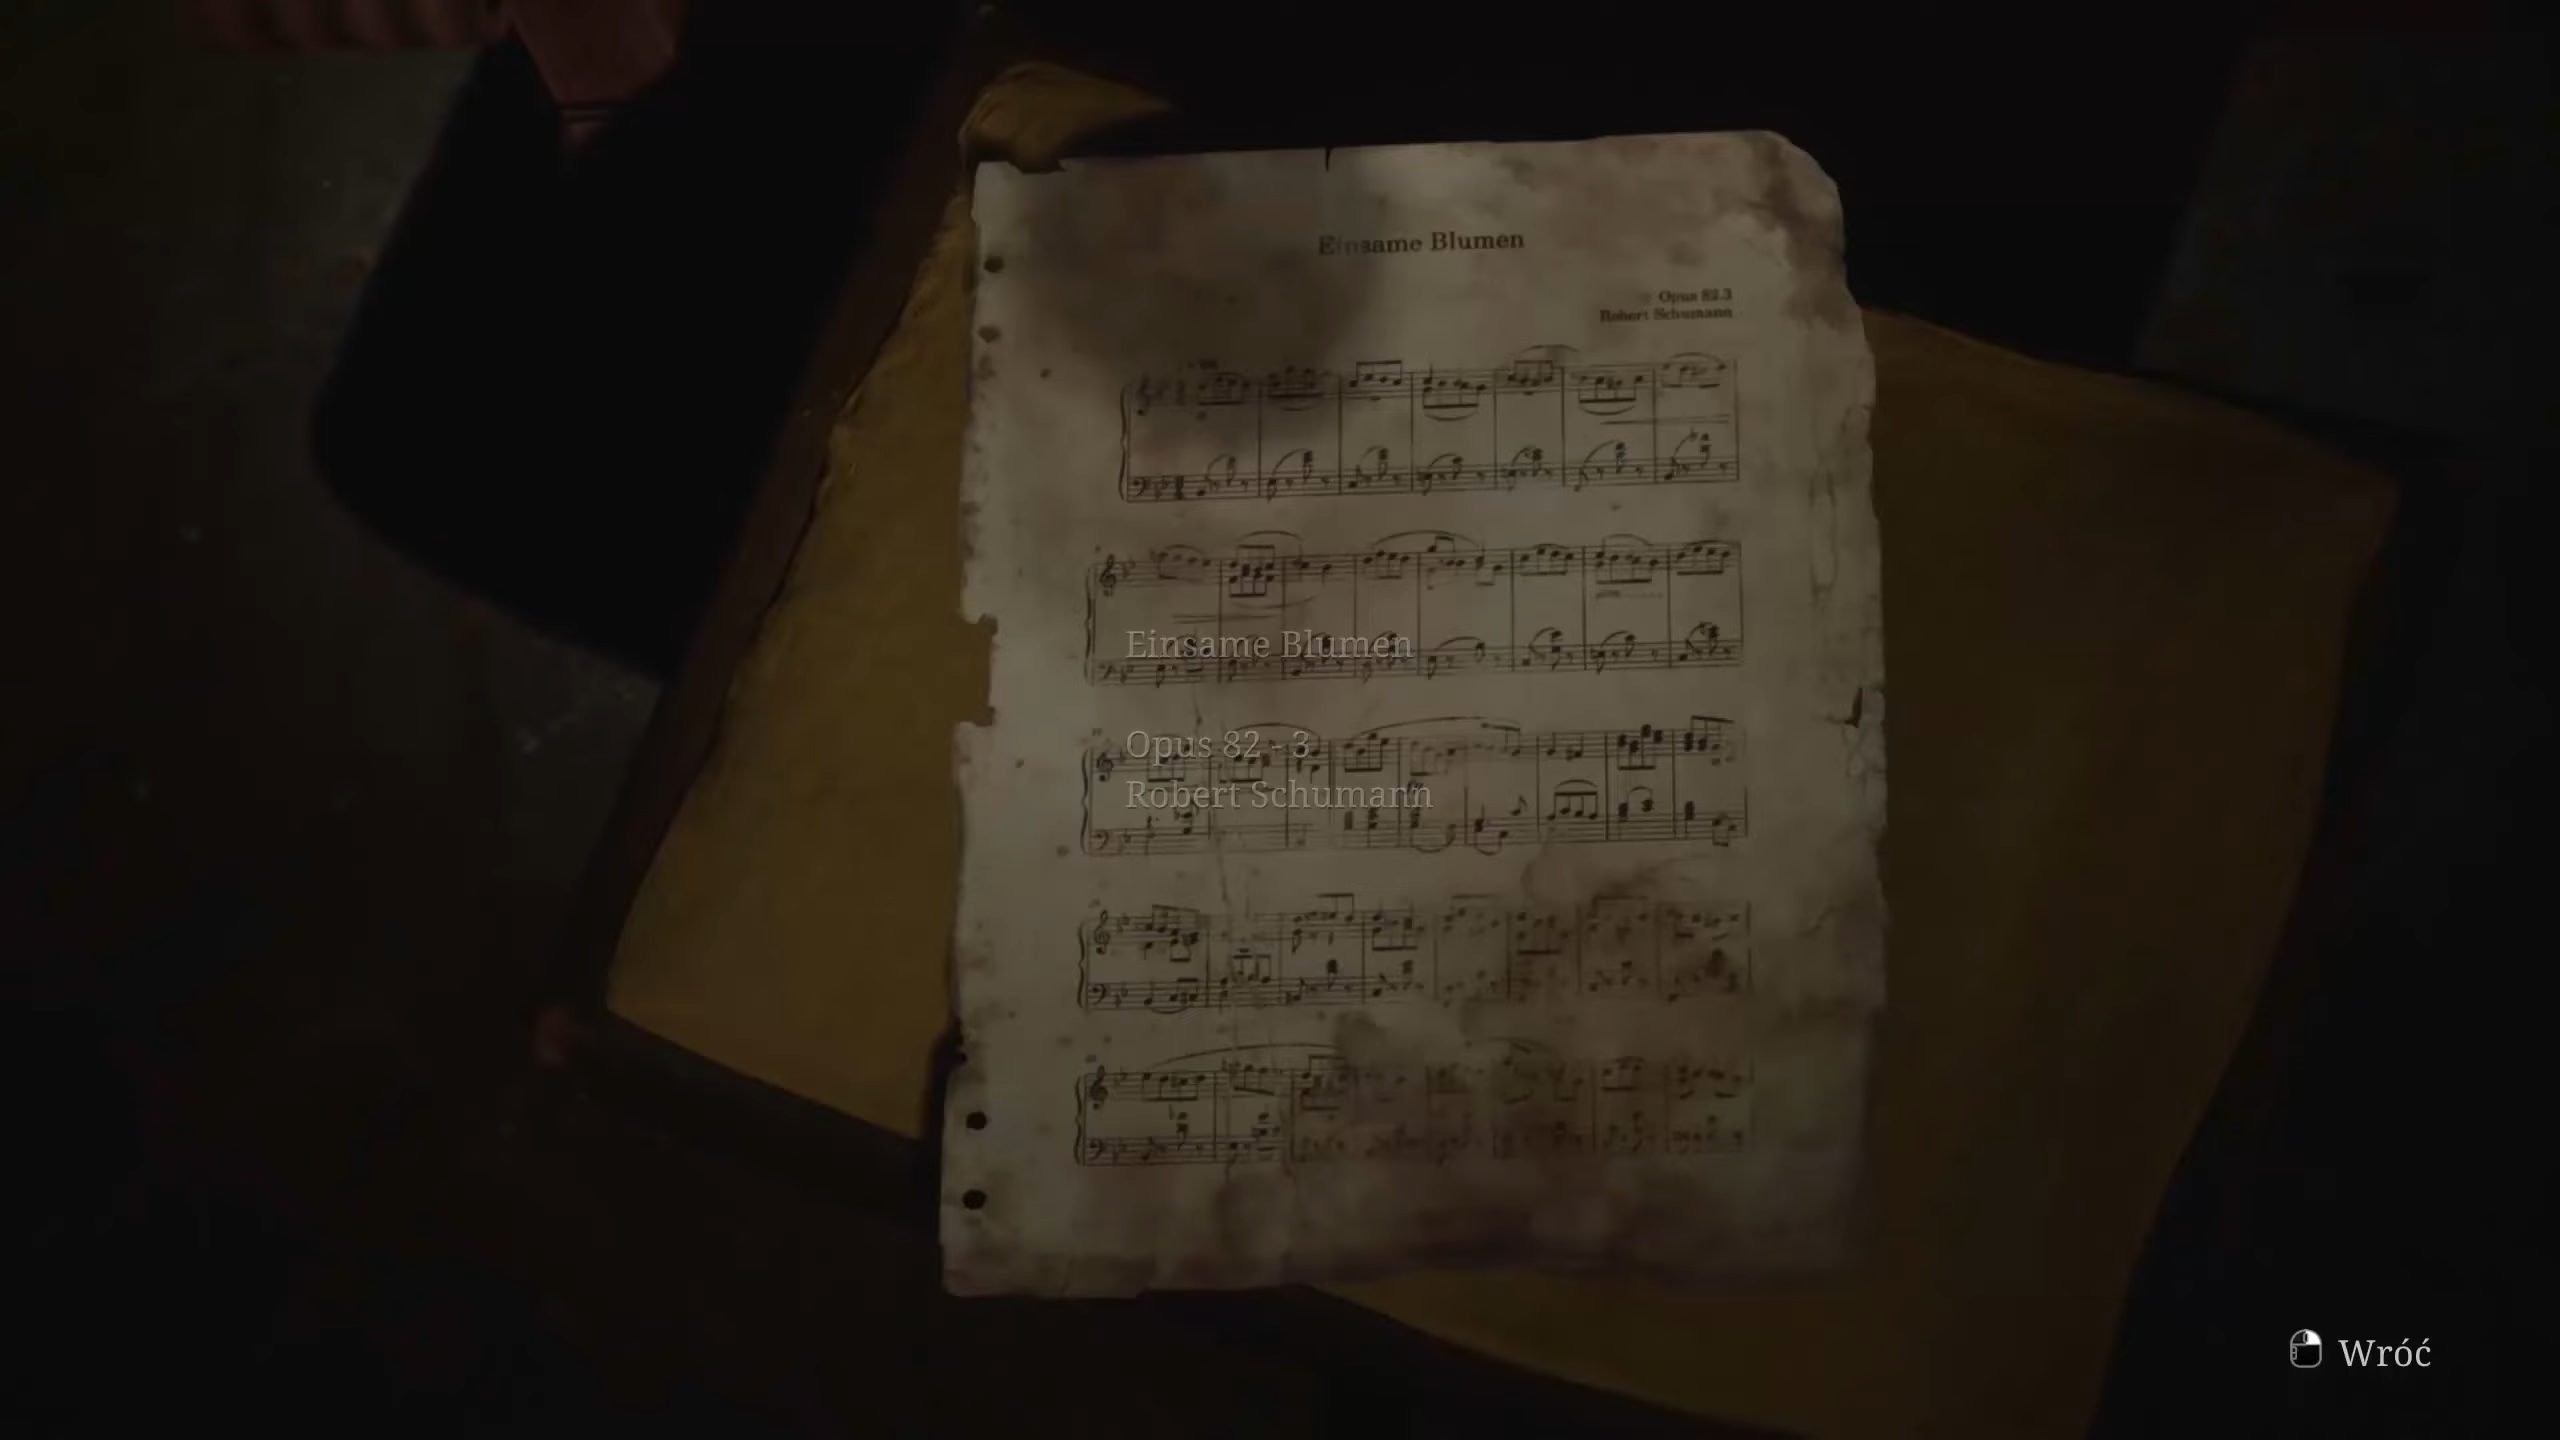 Einsame Blumen
Opus 82.3
Robert Schumann
Einsame Blumen
Opus 82 - 3
Robert Schumann
Wróć